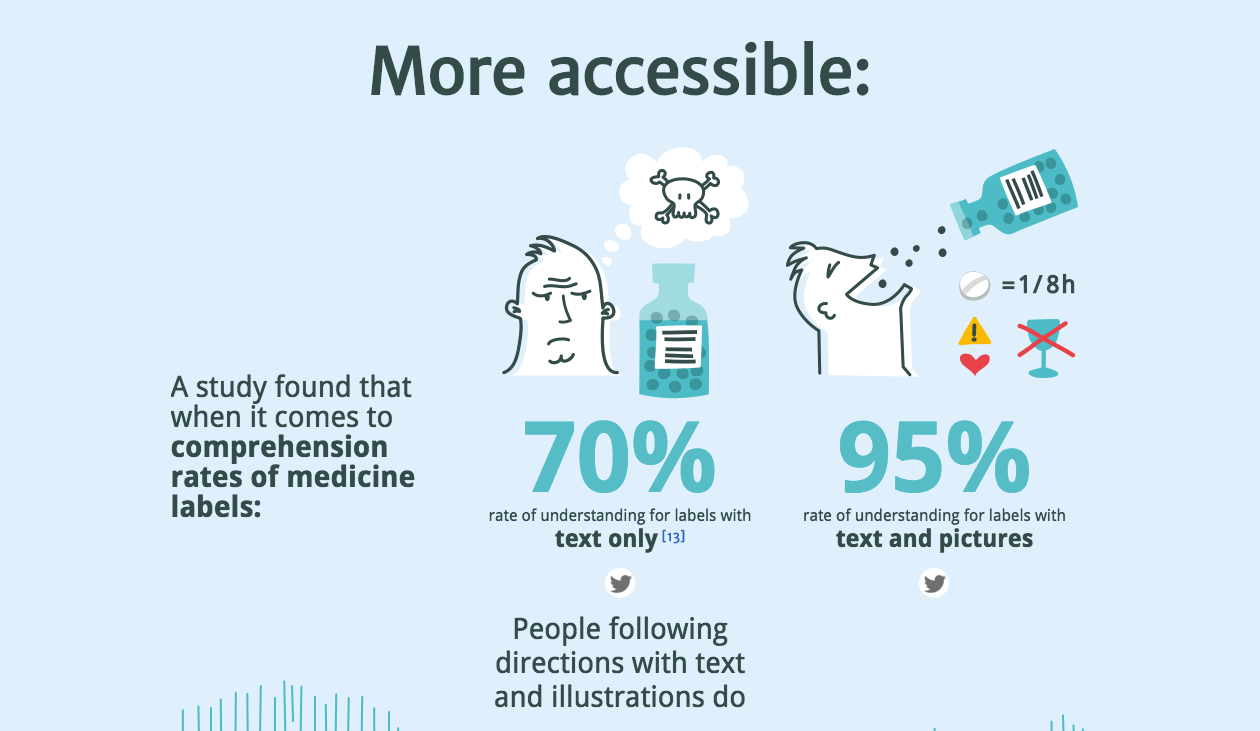 More accessible:
=1/8h
A study found that
when it comes to
comprehension
rates of medicine
labels:
70%
rate of understanding for labels with
text only [13]
95%
rate of understanding for labels with
text and pictures
People following
directions with text
and illustrations do